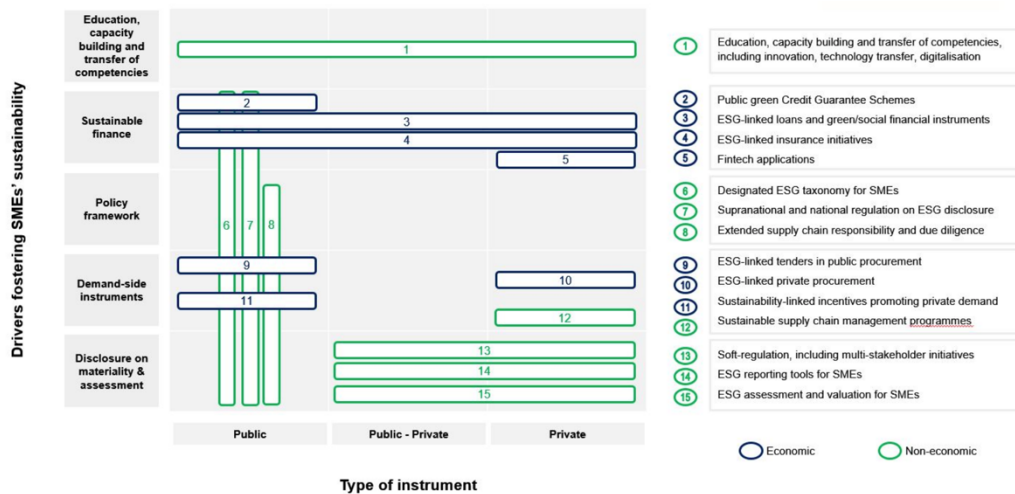 Drivers fostering SMEs' sustainability
Education,
capacity
building and
transfer of
competencies
Sustainable
finance
Policy
framework
Demand-side
instruments
Disclosure on
materiality &
assessment
1
2
3
4
5
6
7
8
9
10
11
12
13
14
15
Public
Public - Private
Private
Type of instrument
1
Education, capacity building and transfer of competencies,
including innovation, technology transfer, digitalisation
2 Public green Credit Guarantee Schemes
3 ESG-linked loans and green/social financial instruments
4 ESG-linked insurance initiatives
5 Fintech applications
6 Designated ESG taxonomy for SMEs
7 Supranational and national regulation on ESG disclosure
8 Extended supply chain responsibility and due diligence
9 ESG-linked tenders in public procurement
10 ESG-linked private procurement
11 Sustainability-linked incentives promoting private demand
12 Sustainable supply chain management programmes
13 Soft-regulation, including multi-stakeholder initiatives
14 ESG reporting tools for SMEs
15 ESG assessment and valuation for SMEs
Economic
Non-economic